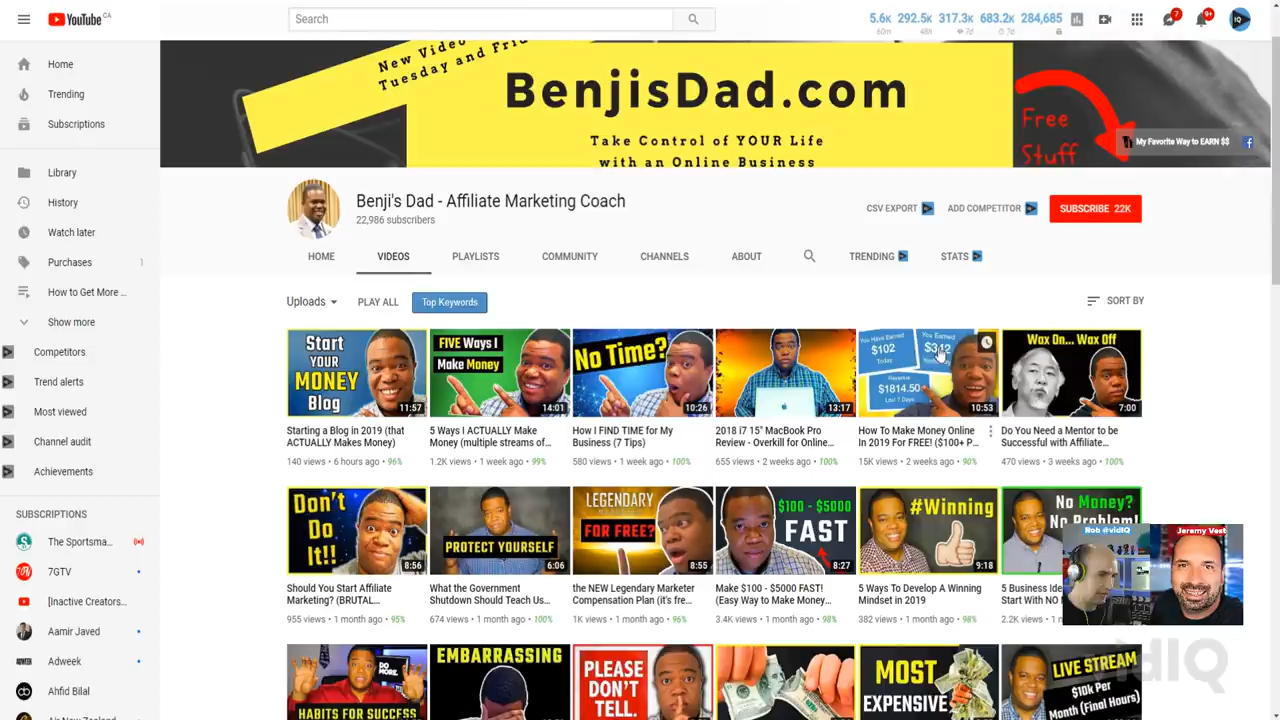 YouTube CA
Search
5.6K 292.5K 317.3K 683.2K 284,685
60m 48h 7d 7d
7
9+
IQ
Home
Trending
Subscriptions
Library
History
Watch later
Purchases 1
How to Get More ...
Show more
Competitors
Trend alerts
Most viewed
Channel audit
Achievements
SUBSCRIPTIONS
The Sportsma...
7GTV
[Inactive Creators...
Aamir Javed
Adweek
Ahfid Bilal
Air New Zealand
New Video
Tuesday and Frid
BenjisDad.com
Take Control of YOUR Life
with an Online Business
Free
Stuff
My Favorite Way to EARN $$
Benji's Dad - Affiliate Marketing Coach
22,986 subscribers
CSV EXPORT
ADD COMPETITOR
SUBSCRIBE 22K
HOME
VIDEOS
PLAYLISTS
COMMUNITY
CHANNELS
ABOUT
TRENDING
STATS
Uploads
PLAY ALL
Top Keywords
SORT BY
Start
YOUR
MONEY
Blog
11:57
FIVE Ways I
Make Money
14:01
No Time?
10:26
13:17
You Have Earned
$102
Today
You Earned
$342
Revenue
$1814.50
Last 7 Days
10:53
Wax On... Wax Off
7:00
Starting a Blog in 2019 (that
ACTUALLY Makes Money)
140 views • 6 hours ago • 96%
5 Ways I ACTUALLY Make
Money (multiple streams of...
1.2K views • 1 week ago • 99%
How I FIND TIME for My
Business (7 Tips)
580 views • 1 week ago • 100%
2018 i7 15" MacBook Pro
Review - Overkill for Online...
655 views • 2 weeks ago • 100%
How To Make Money Online
In 2019 For FREE! ($100+ P...
15K views • 2 weeks ago • 90%
Do You Need a Mentor to be
Successful with Affiliate...
470 views • 3 weeks ago • 100%
Don't
Do
It!!
8:56
PROTECT YOURSELF
6:06
LEGENDARY
FOR FREE?
8:55
$100 - $5000
FAST
8:27
#Winning
9:18
No Money?
No Problem!
Rob @vidIQ
Jeremy Vest
Should You Start Affiliate
Marketing? (BRUTAL...
955 views • 1 month ago • 95%
What the Government
Shutdown Should Teach Us...
674 views • 1 month ago • 100%
the NEW Legendary Marketer
Compensation Plan (it's fre...
1K views • 1 month ago • 96%
Make $100 - $5000 FAST!
(Easy Way to Make Money...
3.4K views • 1 month ago • 98%
5 Ways To Develop A Winning
Mindset in 2019
382 views • 1 month ago • 98%
5 Business Ide
Start With NO
2.2K views • 1
DO
MORE.
HABITS FOR SUCCESS
EMBARRASSING
PLEASE
DON'T
TELL.
MOST
EXPENSIVE
LIVE STREAM
$10k Per
Month (Final Hours)
vidIQ